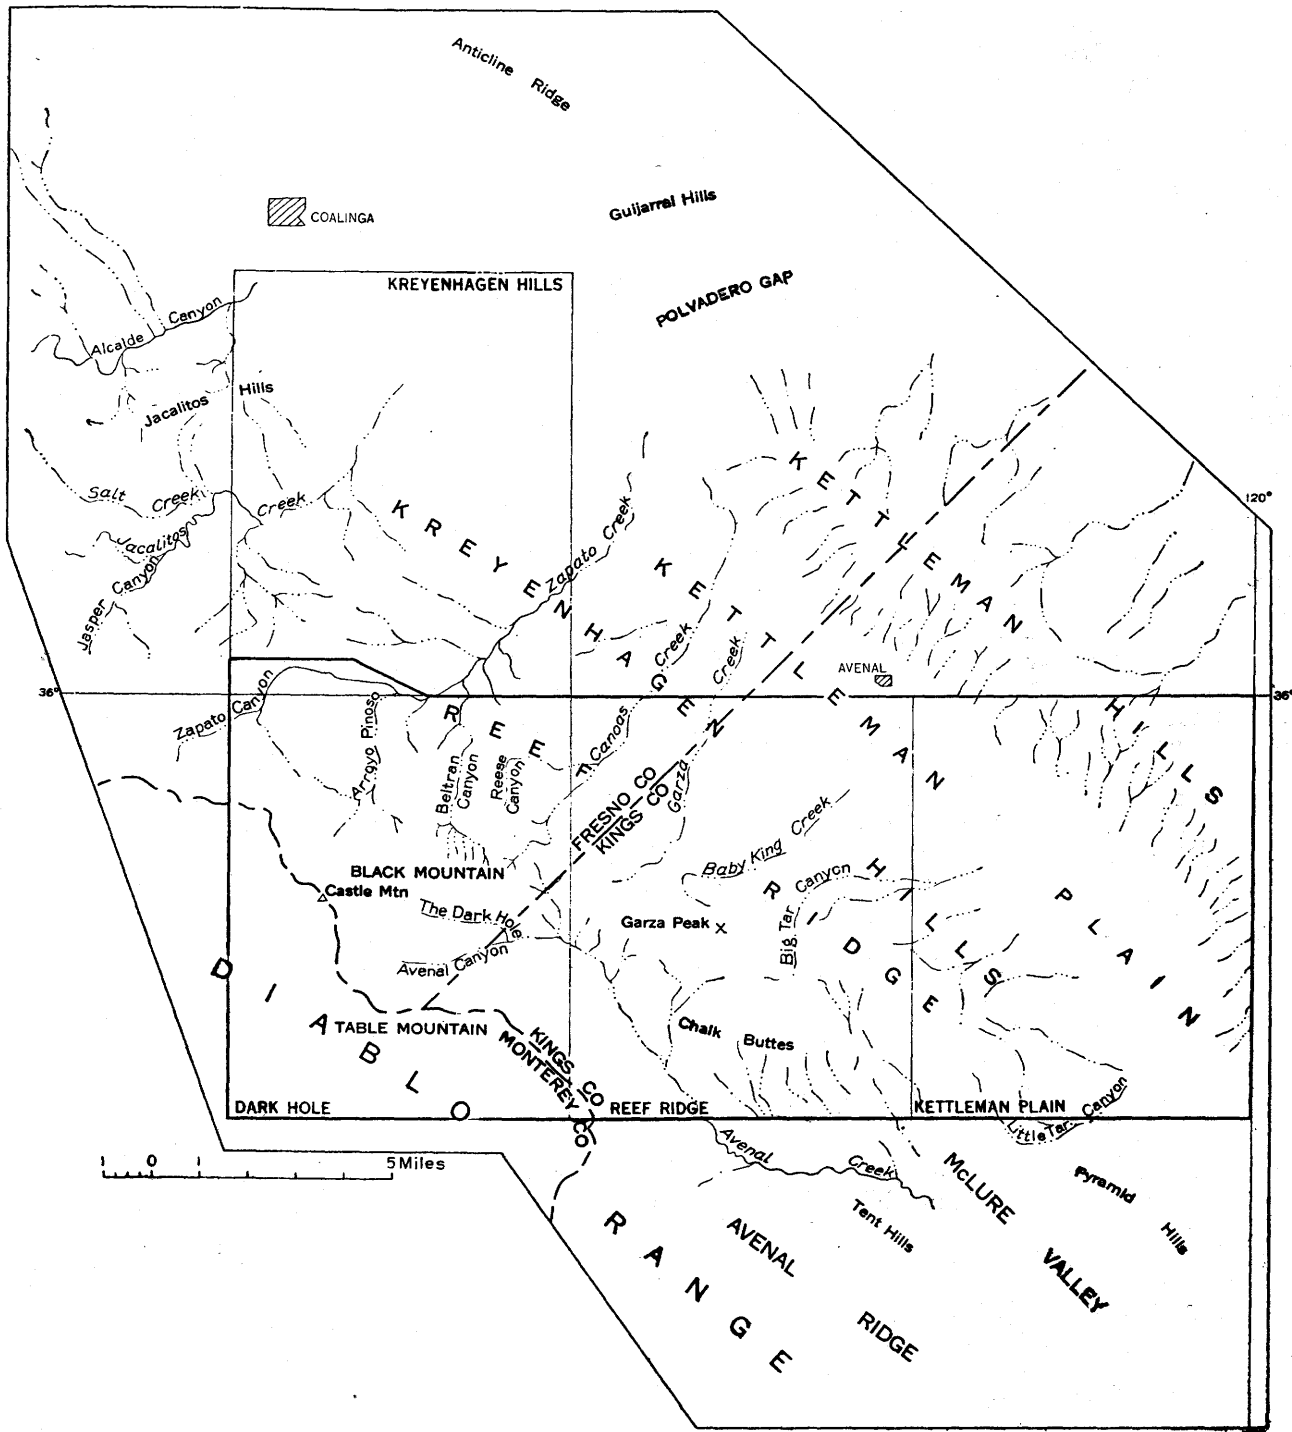 Anticline Ridge
COALINGA
Guijarral Hills
KREYENHAGEN HILLS
POLVADERO GAP
Alcalde Canyon
Jacalitos Hills
KETTLEMAN HILLS
120°
Salt Creek
Jacalitos Creek
KREYENHAGEN
Zapato Creek
Jasper Canyon
KETTLEMAN HILLS
KETTLEMAN PLAIN
AVENAL
36°
36°
Zapato Canyon
Arroyo Pinoso
REEF RIDGE
Canoas Creek
Garza Creek
Beltran Canyon
Reese Canyon
FRESNO CO
KINGS CO
Baby King Creek
BLACK MOUNTAIN
Castle Mtn
The Dark Hole
Big Tar Canyon
Garza Peak
Avenal Canyon
DIABLO RANGE
TABLE MOUNTAIN
KINGS CO
MONTEREY CO
Chalk Buttes
DARK HOLE
REEF RIDGE
KETTLEMAN PLAIN
Little Tar Canyon
Avenal Creek
1 0 1 5 Miles
McLURE VALLEY
Pyramid Hills
Tent Hills
AVENAL RIDGE